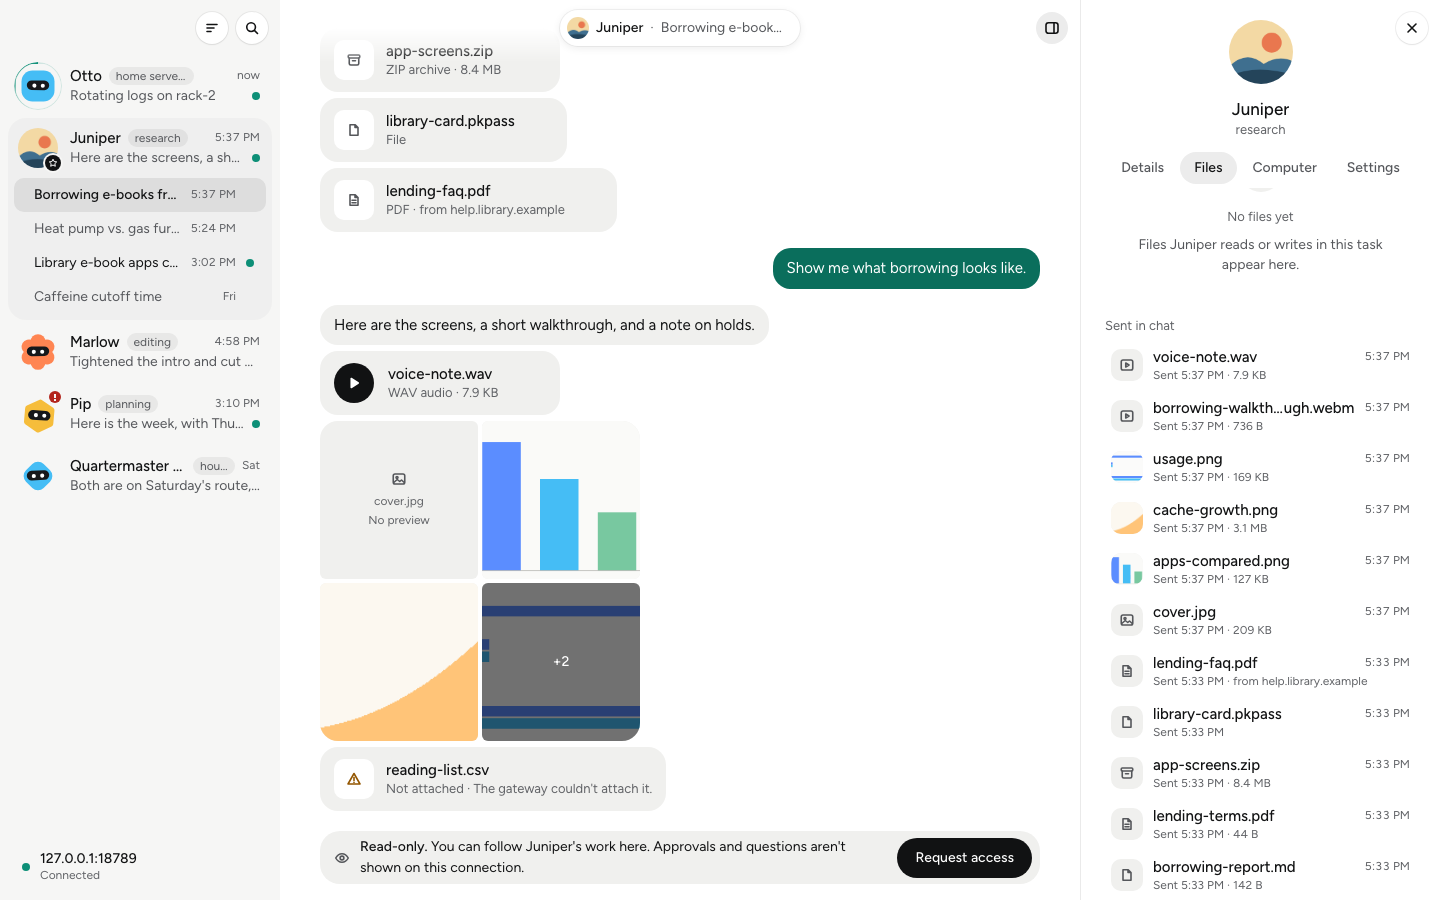 Otto
home serve...
now
Rotating logs on rack-2
Juniper
research
5:37 PM
Here are the screens, a sh...
Borrowing e-books fr...
5:37 PM
Heat pump vs. gas fur...
5:24 PM
Library e-book apps c...
3:02 PM
Caffeine cutoff time
Fri
Marlow
editing
4:58 PM
Tightened the intro and cut ...
Pip
planning
3:10 PM
Here is the week, with Thu...
Quartermaster ...
hou...
Sat
Both are on Saturday's route,...
127.0.0.1:18789
Connected
Juniper · Borrowing e-book...
app-screens.zip
ZIP archive · 8.4 MB
library-card.pkpass
File
lending-faq.pdf
PDF · from help.library.example
Show me what borrowing looks like.
Here are the screens, a short walkthrough, and a note on holds.
voice-note.wav
WAV audio · 7.9 KB
cover.jpg
No preview
+2
reading-list.csv
Not attached · The gateway couldn't attach it.
Read-only. You can follow Juniper's work here. Approvals and questions aren't
shown on this connection.
Request access
Juniper
research
Details
Files
Computer
Settings
No files yet
Files Juniper reads or writes in this task
appear here.
Sent in chat
voice-note.wav
5:37 PM
Sent 5:37 PM · 7.9 KB
borrowing-walkth...ugh.webm
5:37 PM
Sent 5:37 PM · 736 B
usage.png
5:37 PM
Sent 5:37 PM · 169 KB
cache-growth.png
5:37 PM
Sent 5:37 PM · 3.1 MB
apps-compared.png
5:37 PM
Sent 5:37 PM · 127 KB
cover.jpg
5:37 PM
Sent 5:37 PM · 209 KB
lending-faq.pdf
5:33 PM
Sent 5:33 PM · from help.library.example
library-card.pkpass
5:33 PM
Sent 5:33 PM
app-screens.zip
5:33 PM
Sent 5:33 PM · 8.4 MB
lending-terms.pdf
5:33 PM
Sent 5:33 PM · 44 B
borrowing-report.md
5:33 PM
Sent 5:33 PM · 142 B